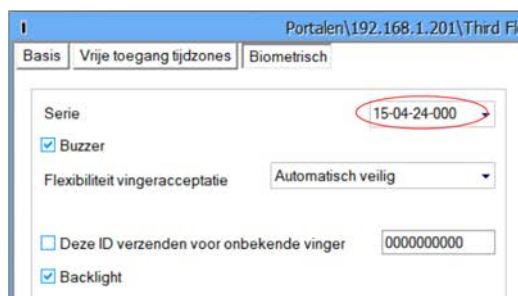 Portalen\192.168.1.201\Third Fl
Basis Vrije toegang tijdzones Biometrisch
Serie 15-04-24-000
Buzzer
Flexibiliteit vingeracceptatie Automatisch veilig
Deze ID verzenden voor onbekende vinger 0000000000
Backlight